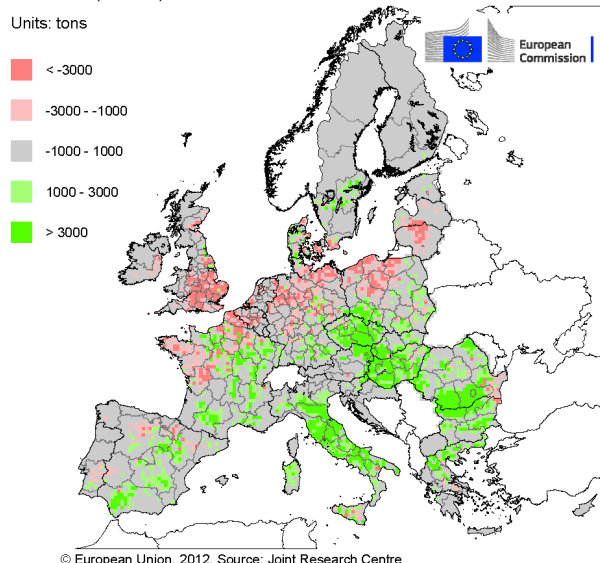 Units: tons
< -3000
-3000 - -1000
-1000 - 1000
1000 - 3000
> 3000
European
Commission
© European Union, 2012. Source: Joint Research Centre